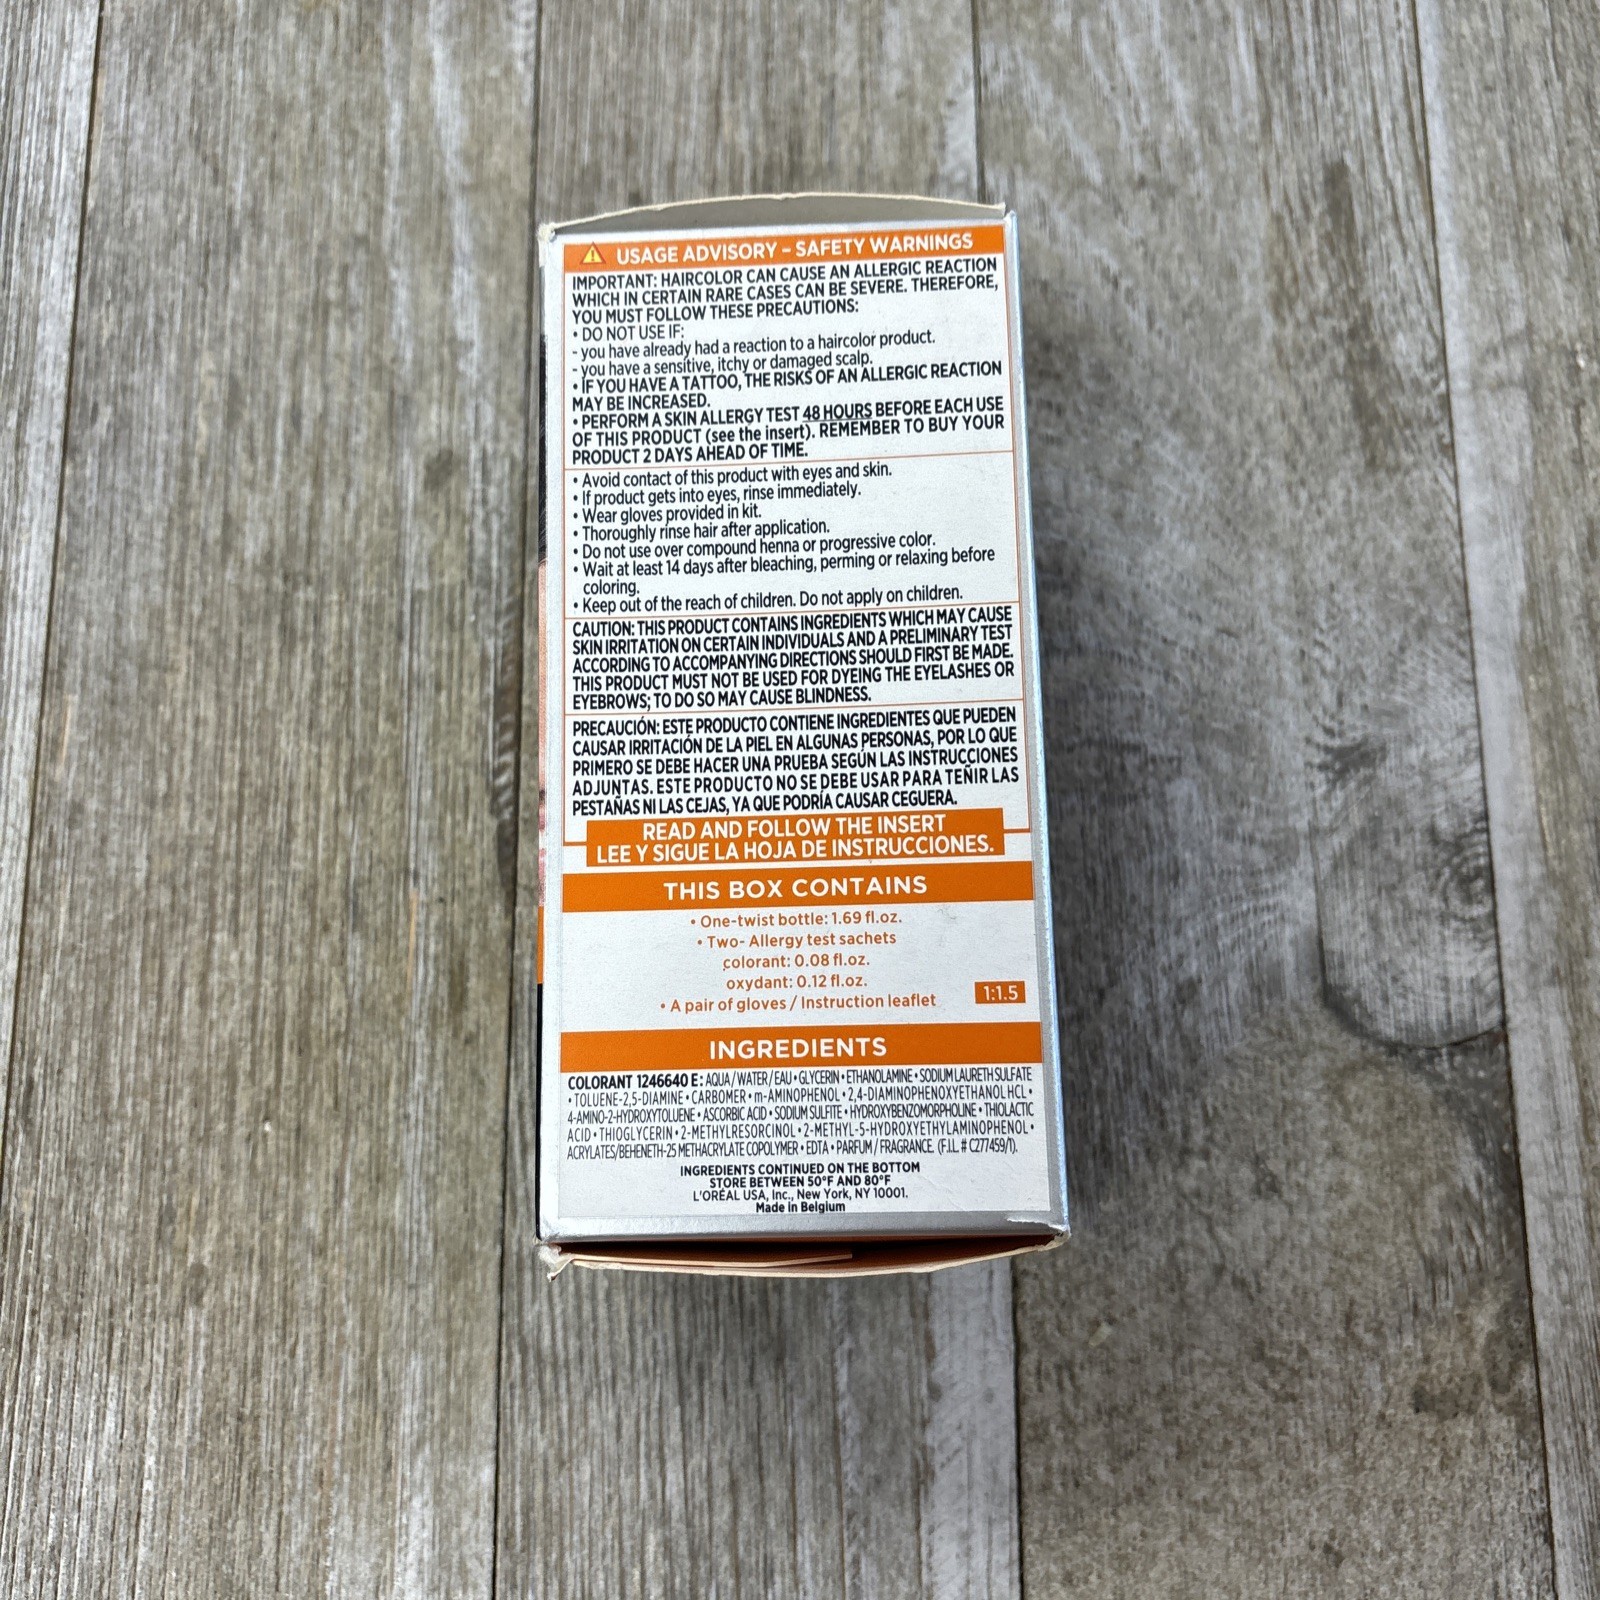 USAGE ADVISORY - SAFETY WARNINGS
IMPORTANT: HAIRCOLOR CAN CAUSE AN ALLERGIC REACTION
WHICH IN CERTAIN RARE CASES CAN BE SEVERE. THEREFORE,
YOU MUST FOLLOW THESE PRECAUTIONS:
• DO NOT USE IF:
- you have already had a reaction to a haircolor product.
- you have a sensitive, itchy or damaged scalp.
• IF YOU HAVE A TATTOO, THE RISKS OF AN ALLERGIC REACTION
MAY BE INCREASED.
• PERFORM A SKIN ALLERGY TEST 48 HOURS BEFORE EACH USE
OF THIS PRODUCT (see the insert). REMEMBER TO BUY YOUR
PRODUCT 2 DAYS AHEAD OF TIME.
• Avoid contact of this product with eyes and skin.
• If product gets into eyes, rinse immediately.
• Wear gloves provided in kit.
• Thoroughly rinse hair after application.
• Do not use over compound henna or progressive color.
• Wait at least 14 days after bleaching, perming or relaxing before
coloring.
• Keep out of the reach of children. Do not apply on children.
CAUTION: THIS PRODUCT CONTAINS INGREDIENTS WHICH MAY CAUSE
SKIN IRRITATION ON CERTAIN INDIVIDUALS AND A PRELIMINARY TEST
ACCORDING TO ACCOMPANYING DIRECTIONS SHOULD FIRST BE MADE.
THIS PRODUCT MUST NOT BE USED FOR DYEING THE EYELASHES OR
EYEBROWS; TO DO SO MAY CAUSE BLINDNESS.
PRECAUCIÓN: ESTE PRODUCTO CONTIENE INGREDIENTES QUE PUEDEN
CAUSAR IRRITACIÓN DE LA PIEL EN ALGUNAS PERSONAS, POR LO QUE
PRIMERO SE DEBE HACER UNA PRUEBA SEGÚN LAS INSTRUCCIONES
ADJUNTAS. ESTE PRODUCTO NO SE DEBE USAR PARA TEÑIR LAS
PESTAÑAS NI LAS CEJAS, YA QUE PODRÍA CAUSAR CEGUERA.
READ AND FOLLOW THE INSERT
LEE Y SIGUE LA HOJA DE INSTRUCCIONES.
THIS BOX CONTAINS
• One-twist bottle: 1.69 fl.oz.
• Two- Allergy test sachets
colorant: 0.08 fl.oz.
oxydant: 0.12 fl.oz.
• A pair of gloves / Instruction leaflet
1:1.5
INGREDIENTS
COLORANT 1246640 E: AQUA / WATER / EAU • GLYCERIN • ETHANOLAMINE • SODIUM LAURETH SULFATE
• TOLUENE-2,5-DIAMINE • CARBOMER • m-AMINOPHENOL • 2,4-DIAMINOPHENOXYETHANOL HCL •
4-AMINO-2-HYDROXYTOLUENE • ASCORBIC ACID • SODIUM SULFITE • HYDROXYBENZOMORPHOLINE • THIOLACTIC
ACID • THIOGLYCERIN • 2-METHYLRESORCINOL • 2-METHYL-5-HYDROXYETHYLAMINOPHENOL •
ACRYLATES/BEHENETH-25 METHACRYLATE COPOLYMER • EDTA • PARFUM / FRAGRANCE. (F.I.L. # C277459/1).
INGREDIENTS CONTINUED ON THE BOTTOM
STORE BETWEEN 50°F AND 80°F
L'ORÉAL USA, Inc., New York, NY 10001.
Made in Belgium